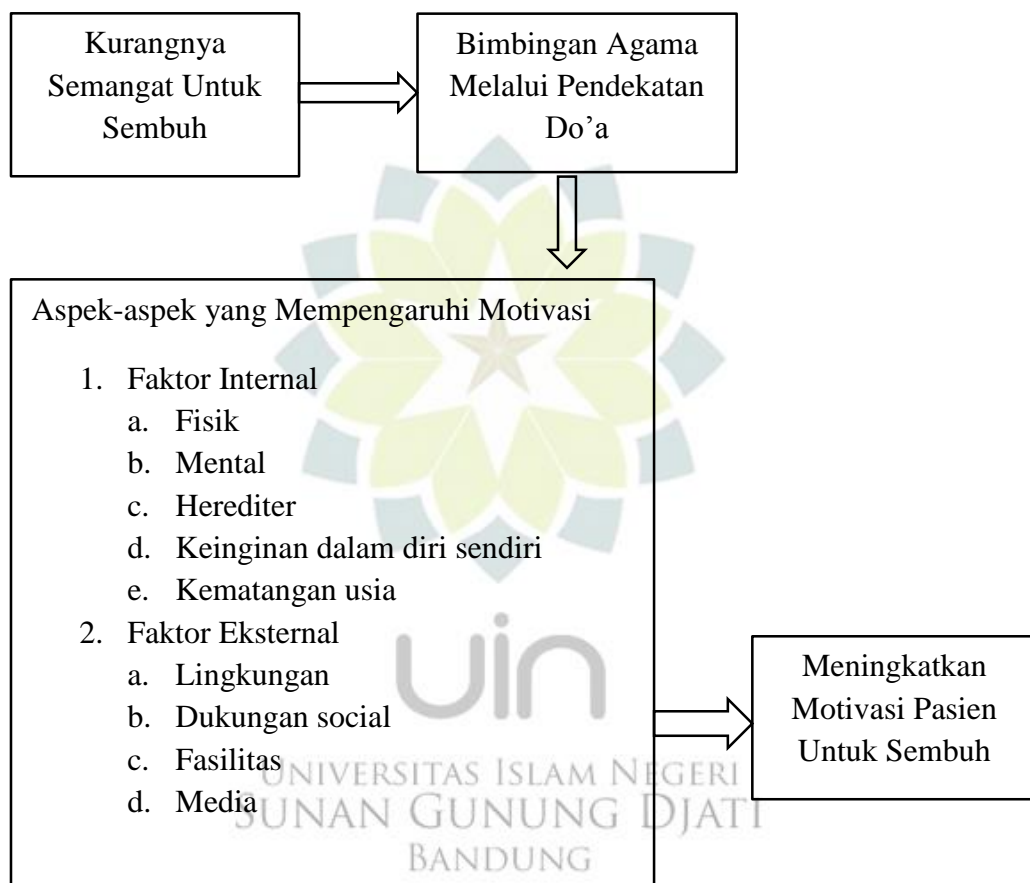 Kurangnya
Semangat Untuk
Sembuh
Bimbingan Agama
Melalui Pendekatan
Do’a
Aspek-aspek yang Mempengaruhi Motivasi
1. Faktor Internal
a. Fisik
b. Mental
c. Herediter
d. Keinginan dalam diri sendiri
e. Kematangan usia
2. Faktor Eksternal
a. Lingkungan
b. Dukungan social
c. Fasilitas
d. Media
Meningkatkan
Motivasi Pasien
Untuk Sembuh
uin
UNIVERSITAS ISLAM NEGERI
SUNAN GUNUNG DJATI
BANDUNG